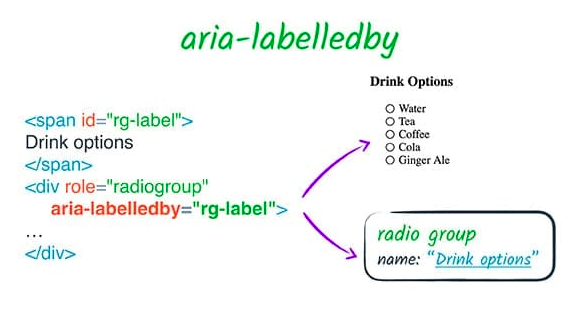 aria-labelledby
<span id="rg-label">
Drink options
</span>
<div role="radiogroup"
aria-labelledby="rg-label">
...
</div>
Drink Options
Water
Tea
Coffee
Cola
Ginger Ale
radio group
name: “Drink options”